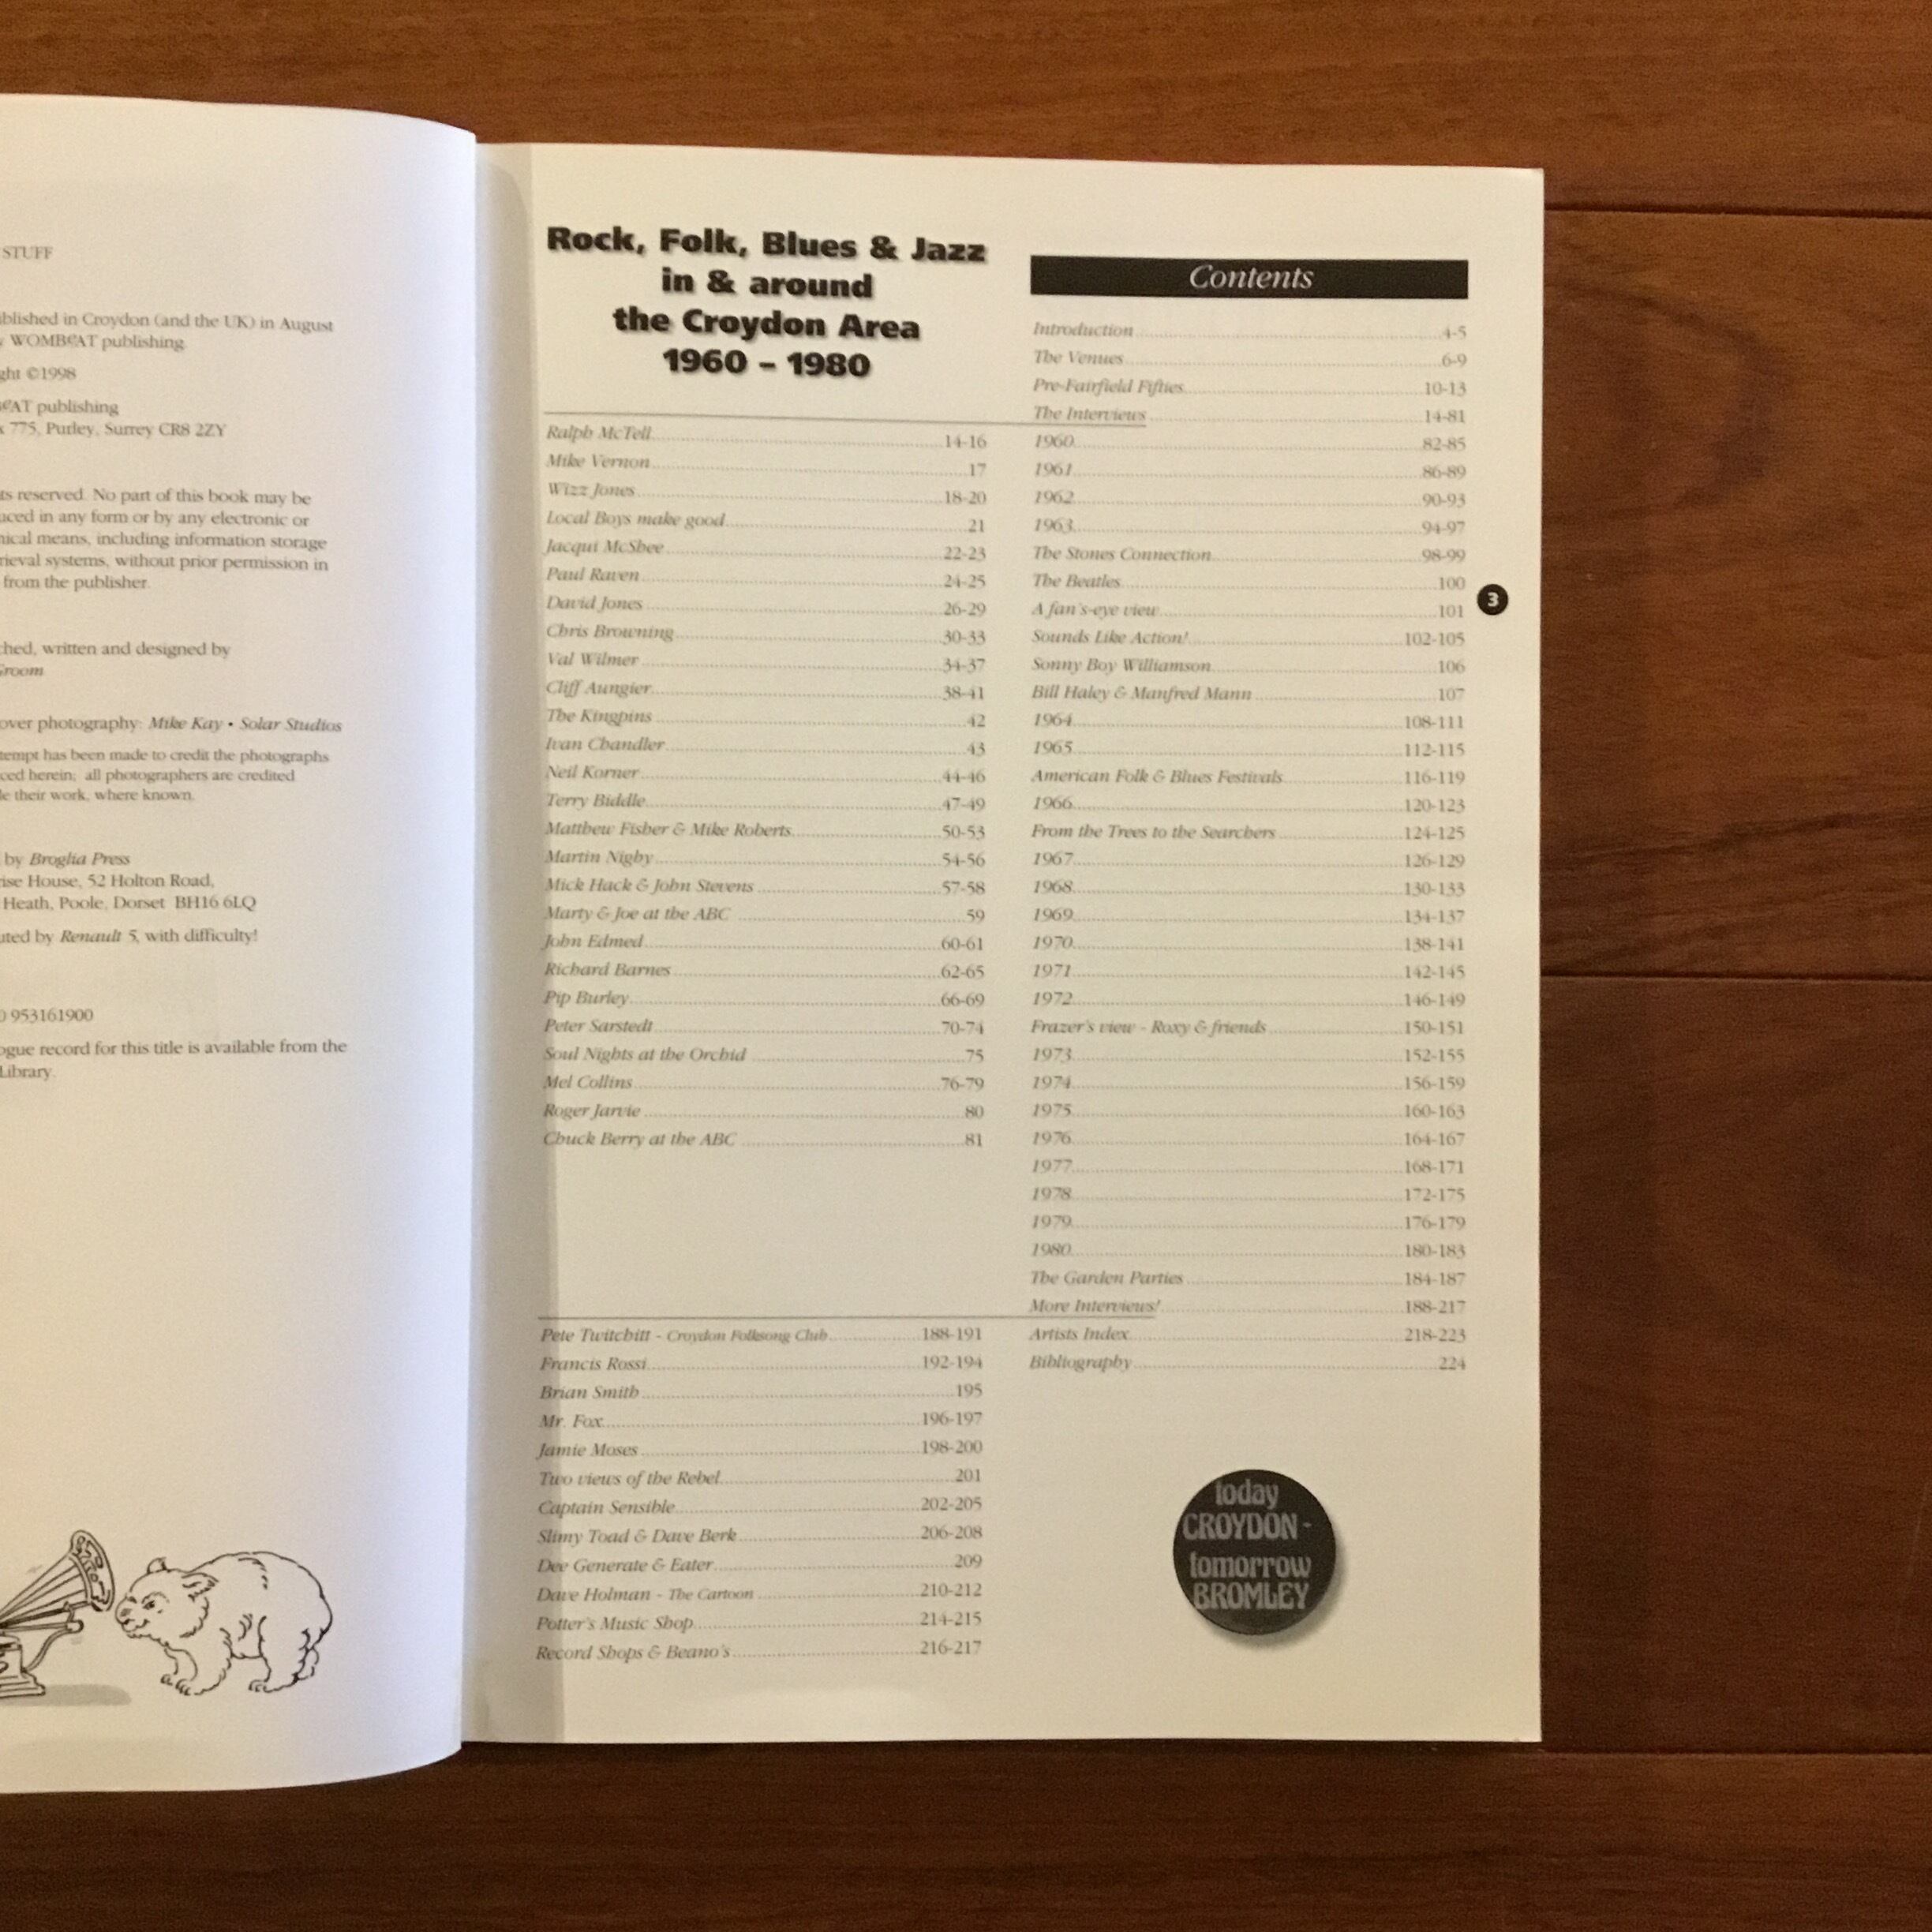 STUFF
blished in Croydon (and the UK) in August
WOMBAT publishing
ght ©1998
AT publishing
x 775, Purley, Surrey CR8 2ZY
ts reserved. No part of this book may be
uced in any form or by any electronic or
nical means, including information storage
rieval systems, without prior permission in
from the publisher.
ched, written and designed by
Groom
over photography: Mike Kay • Solar Studios
tempt has been made to credit the photographs
ced herein; all photographers are credited
le their work, where known.
by Broglia Press
ise House, 52 Holton Road,
Heath, Poole, Dorset BH16 6LQ
uted by Renault 5, with difficulty!
0 953161900
ogue record for this title is available from the
Library.
Rock, Folk, Blues & Jazz
in & around
the Croydon Area
1960 – 1980
Ralph McTell 14-16
Mike Vernon 17
Wizz Jones 18-20
Local Boys make good 21
Jacqui McShee 22-23
Paul Raven 24-25
David Jones 26-29
Chris Browning 30-33
Val Wilmer 34-37
Cliff Aungier 38-41
The Kingpins 42
Ivan Chandler 43
Neil Korner 44-46
Terry Biddle 47-49
Matthew Fisher & Mike Roberts 50-53
Martin Nighy 54-56
Mick Hack & John Stevens 57-58
Marty & Joe at the ABC 59
John Edmed 60-61
Richard Barnes 62-65
Pip Burley 66-69
Peter Sarstedt 70-74
Soul Nights at the Orchid 75
Mel Collins 76-79
Roger Jarvie 80
Chuck Berry at the ABC 81
Pete Twitchitt - Croydon Folksong Club 188-191
Francis Rossi 192-194
Brian Smith 195
Mr. Fox 196-197
Jamie Moses 198-200
Two views of the Rebel 201
Captain Sensible 202-205
Slimy Toad & Dave Berk 206-208
Dee Generate & Eater 209
Dave Holman - The Cartoon 210-212
Potter's Music Shop 214-215
Record Shops & Beano's 216-217
Contents
Introduction 4-5
The Venues 6-9
Pre-Fairfield Fifties 10-13
The Interviews 14-81
1960 82-85
1961 86-89
1962 90-93
1963 94-97
The Stones Connection 98-99
The Beatles 100
A fan's-eye view 101
Sounds Like Action! 102-105
Sonny Boy Williamson 106
Bill Haley & Manfred Mann 107
1964 108-111
1965 112-115
American Folk & Blues Festivals 116-119
1966 120-123
From the Trees to the Searchers 124-125
1967 126-129
1968 130-133
1969 134-137
1970 138-141
1971 142-145
1972 146-149
Frazer's view - Roxy & friends 150-151
1973 152-155
1974 156-159
1975 160-163
1976 164-167
1977 168-171
1978 172-175
1979 176-179
1980 180-183
The Garden Parties 184-187
More Interviews! 188-217
Artists Index 218-223
Bibliography 224
3
today
CROYDON -
tomorrow
BROMLEY